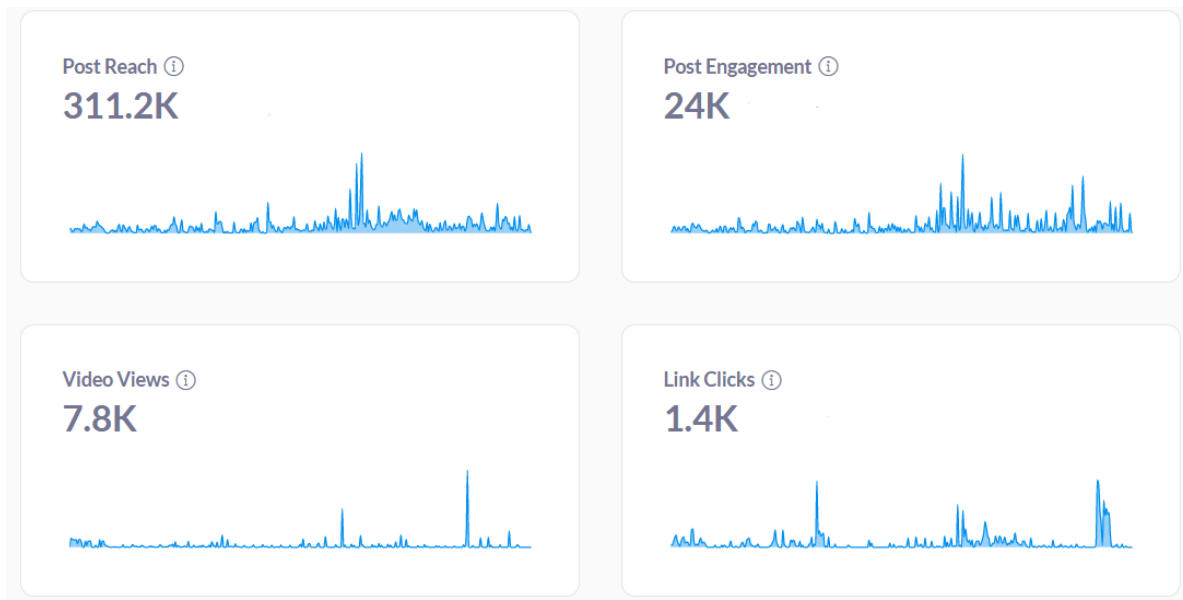 Post Reach
311.2K
Post Engagement
24K
Video Views
7.8K
Link Clicks
1.4K